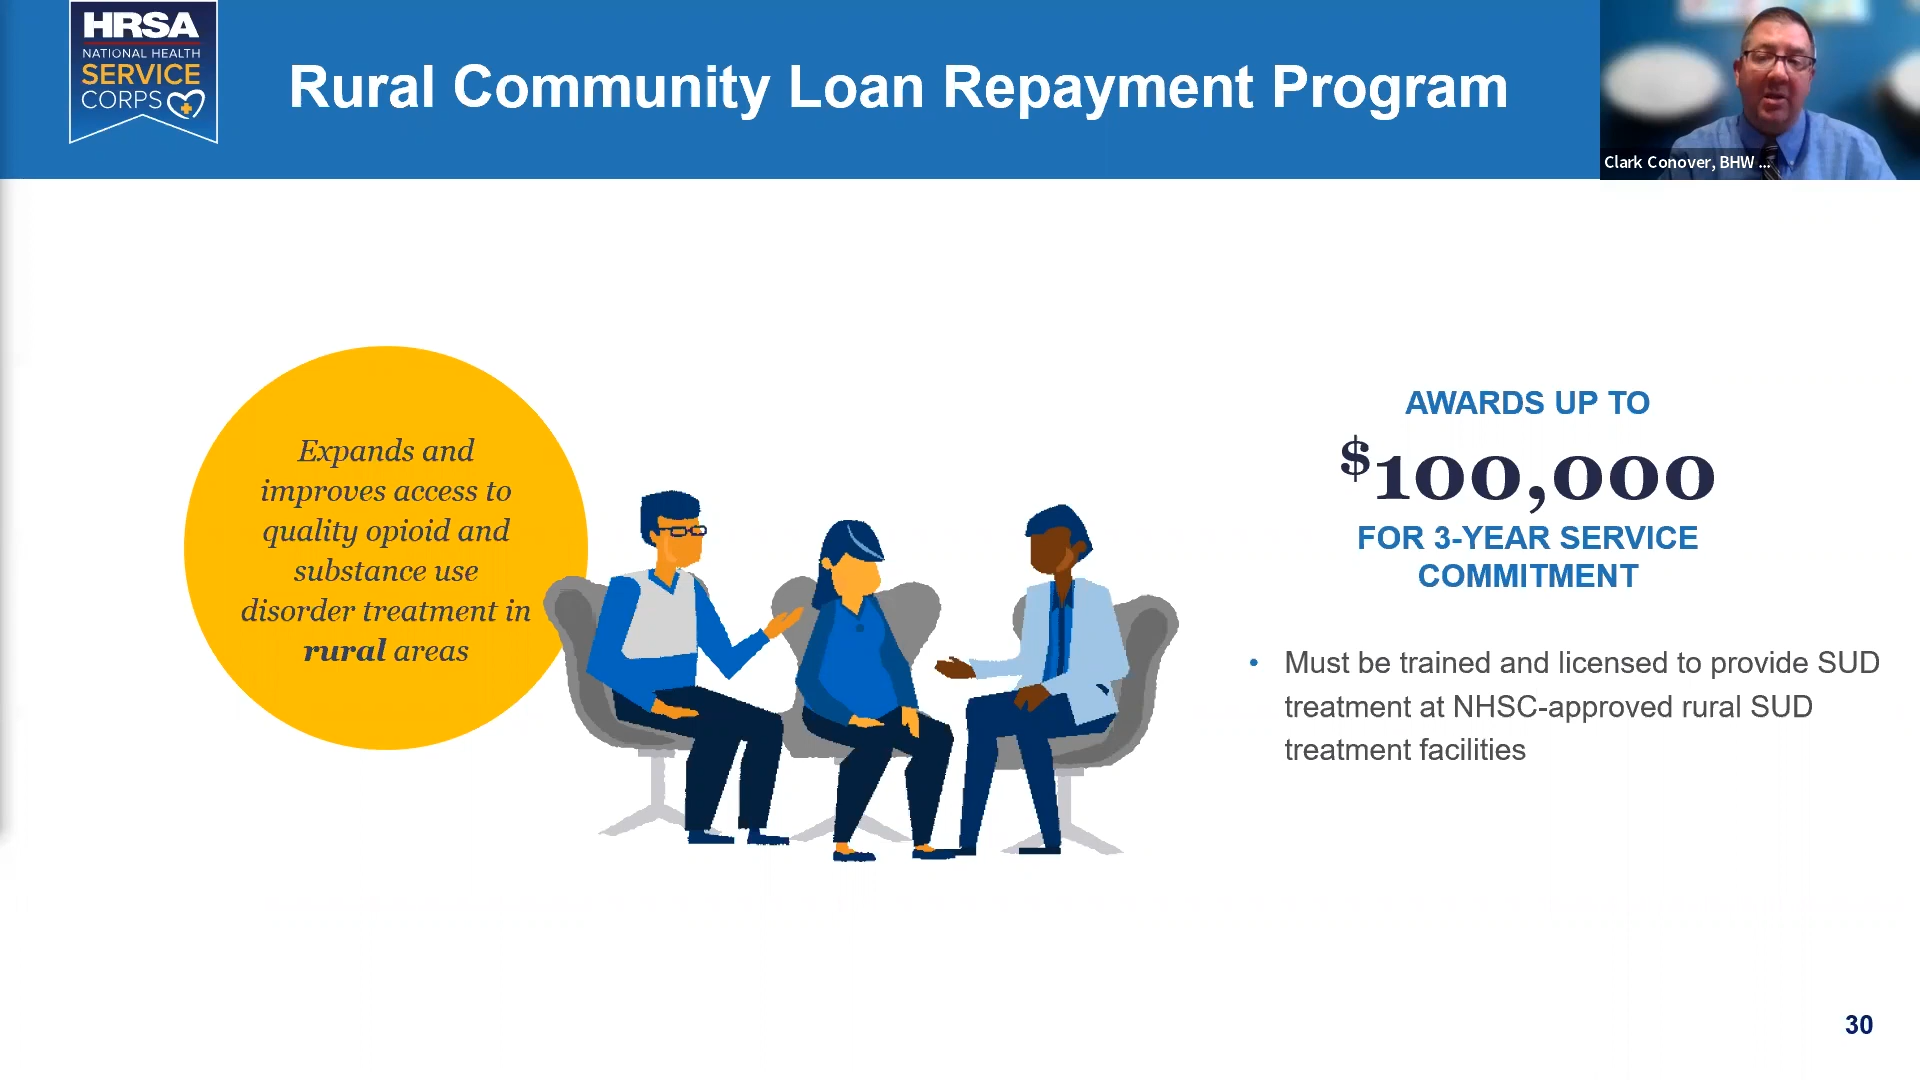 HRSA
NATIONAL HEALTH
SERVICE
CORPS
Rural Community Loan Repayment Program
Clark Conover, BHW ...
Expands and
improves access to
quality opioid and
substance use
disorder treatment in
rural areas
AWARDS UP TO
$100,000
FOR 3-YEAR SERVICE
COMMITMENT
• Must be trained and licensed to provide SUD
treatment at NHSC-approved rural SUD
treatment facilities
30